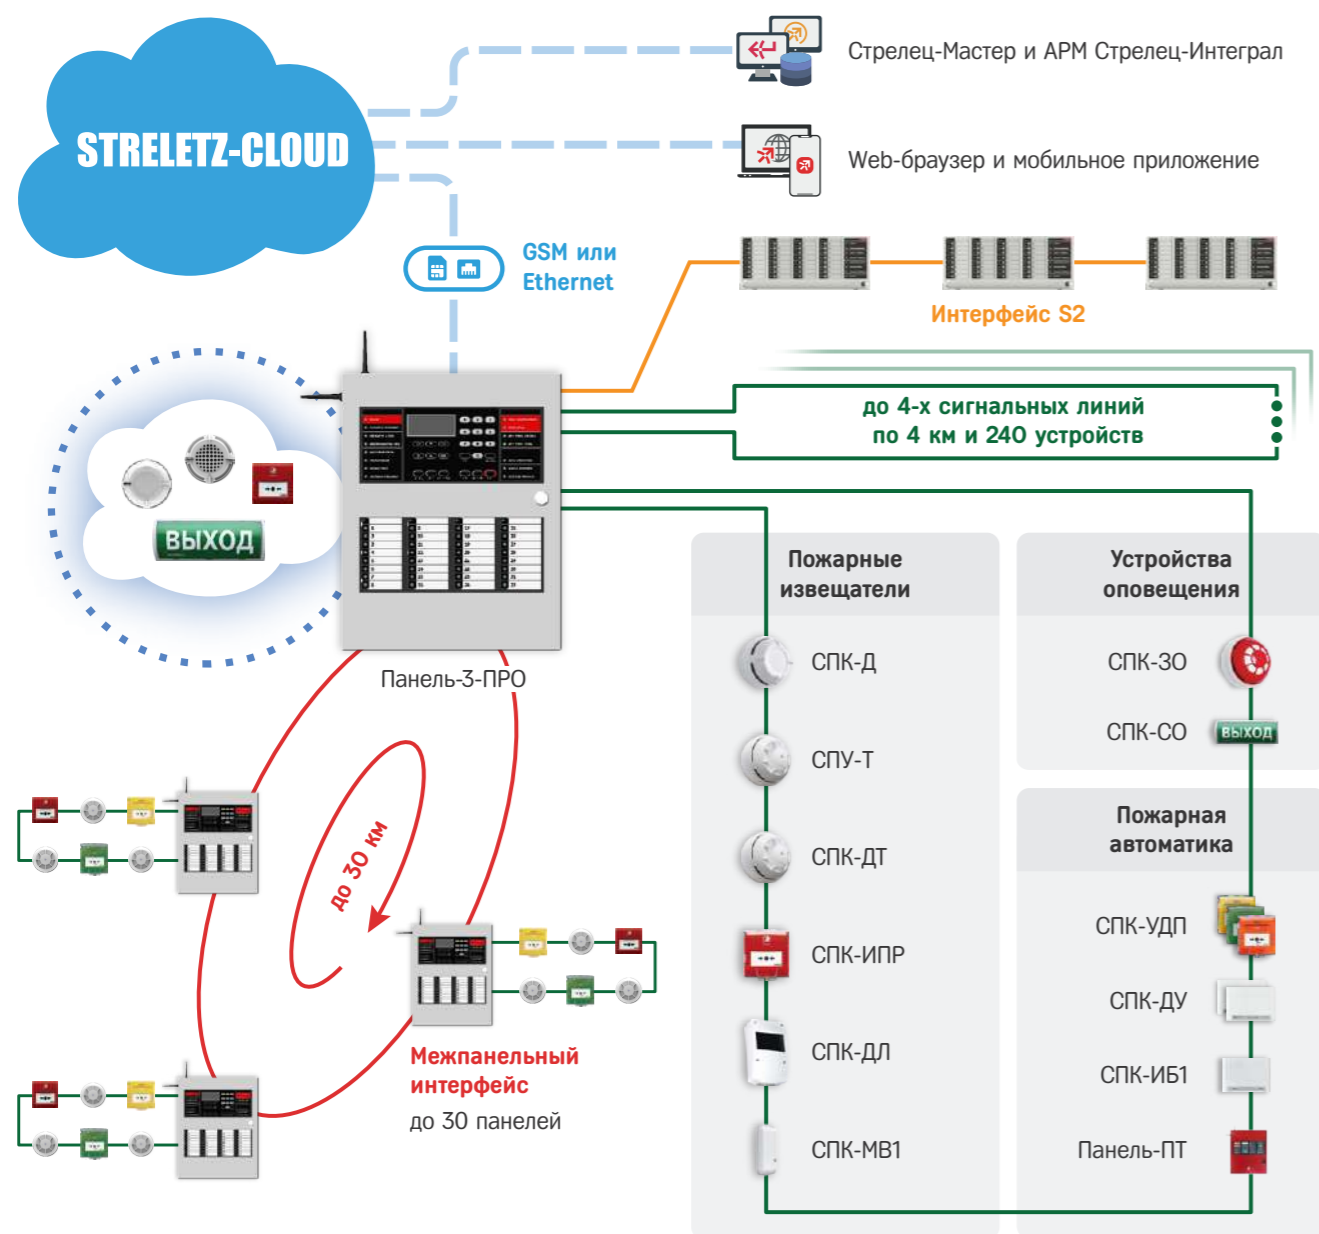 STRELETZ-CLOUD
Стрелец-Мастер и АРМ Стрелец-Интеграл
Web-браузер и мобильное приложение
GSM или
Ethernet
Интерфейс S2
до 4-х сигнальных линий
по 4 км и 240 устройств
ВЫХОД
Панель-3-ПРО
Пожарные
извещатели
СПК-Д
СПУ-Т
СПК-ДТ
СПК-ИПР
СПК-ДЛ
СПК-МВ1
Устройства
оповещения
СПК-ЗО
СПК-СО
ВЫХОД
Пожарная
автоматика
СПК-УДП
СПК-ДУ
СПК-ИБ1
Панель-ПТ
до 30 км
Межпанельный
интерфейс
до 30 панелей